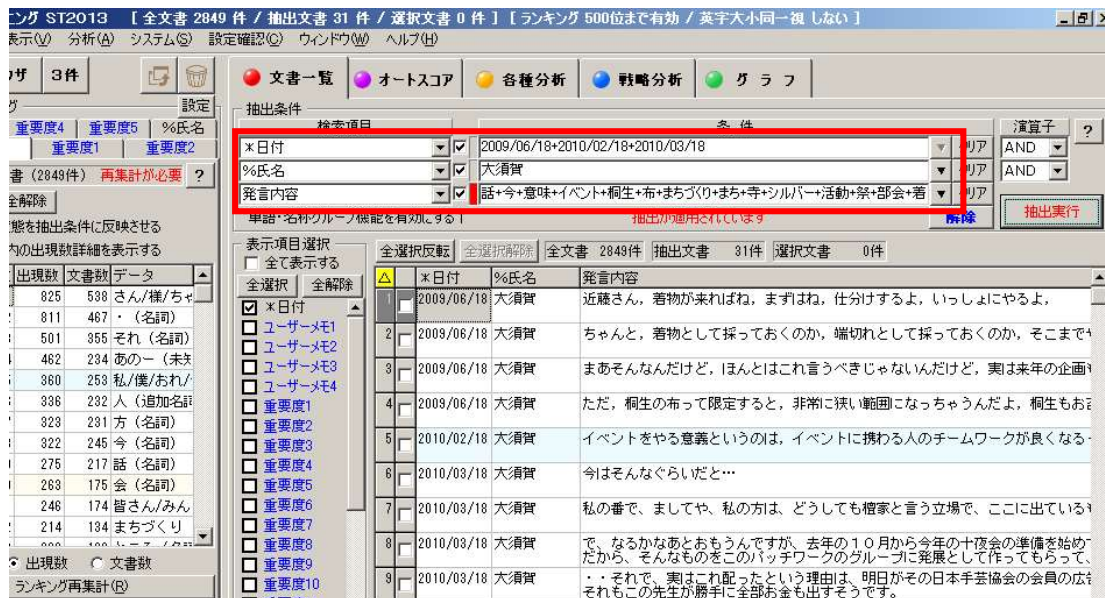 ング ST2013 [ 全文書 2849 件 / 抽出文書 31 件 / 選択文書 0 件 ] [ ランキング 500位まで有効 / 英字大小同一視 しない ]
表示(V) 分析(A) システム(S) 設定確認(C) ウィンドウ(W) ヘルプ(H)
ウザ 3件 文書一覧 オートスコア 各種分析 戦略分析 グラフ
グ 設定 抽出条件
重要度4 重要度5 %氏名 検索項目 条 件 演算子 ?
重要度1 重要度2 *日付 2009/06/18+2010/02/18+2010/03/18 リア AND
書 (2849件) 再集計が必要 ? %氏名 大須賀 リア AND
全解除 発言内容 話+今+意味+イベント+桐生+布+まちづくり+まち+寺+シルバー+活動+祭+部会+着 リア
態を抽出条件に反映させる 単語・名称グループ機能を有効にする 抽出が適用されています 解除 抽出実行
内の出現数詳細を表示する
表示項目選択 全選択反転 全選択解除 全文書 2849件 抽出文書 31件 選択文書 0件
全て表示する
出現数 文書数 データ 全選択 全解除 *日付 %氏名 発言内容
825 538 さん/様/ちゃ *日付 1 2009/06/18 大須賀 近藤さん，着物が来ればね，まずはね，仕分けするよ，いっしょにやるよ，
811 467 ・ (名詞) ユーザーメモ1
501 355 それ (名詞) ユーザーメモ2 2 2009/06/18 大須賀 ちゃんと，着物として採っておくのか，端切れとして採っておくのか，そこまでや
462 234 あのー (未知 ユーザーメモ3
360 253 私/僕/おれ/ ユーザーメモ4 3 2009/06/18 大須賀 まあそんなんだけど，ほんとはこれ言うべきじゃないんだけど，実は来年の企画も
336 232 人 (追加名詞 重要度1
323 231 方 (名詞) 重要度2 4 2009/06/18 大須賀 ただ，桐生の布って限定すると，非常に狭い範囲になっちゃうんだよ，桐生もお
322 245 今 (名詞) 重要度3 5 2010/02/18 大須賀 イベントをやる意義というのは，イベントに携わる人のチームワークが良くなる
275 217 話 (名詞) 重要度4
263 175 会 (名詞) 重要度5 6 2010/03/18 大須賀 今はそんなぐらいだと…
246 174 皆さん/みん 重要度6 7 2010/03/18 大須賀 私の番で、ましてや、私の方は、どうしても檀家と言う立場で、ここに出ている
214 134 まちづくり 重要度7
重要度8 8 2010/03/18 大須賀 で、なるかなあとおもうんですが、去年の１０月から今年の十夜会の準備を始めて
出現数 文書数 重要度9 だから、そんなものをこのパッチワークのグループに発展として作ってもらって、
ランキング再集計(R) 重要度10 9 2010/03/18 大須賀 ・・それで、実はこれ配ったという理由は、明日がその日本手芸協会の会員の広告
それもこの先生が勝手に全部お金も出すそうです。